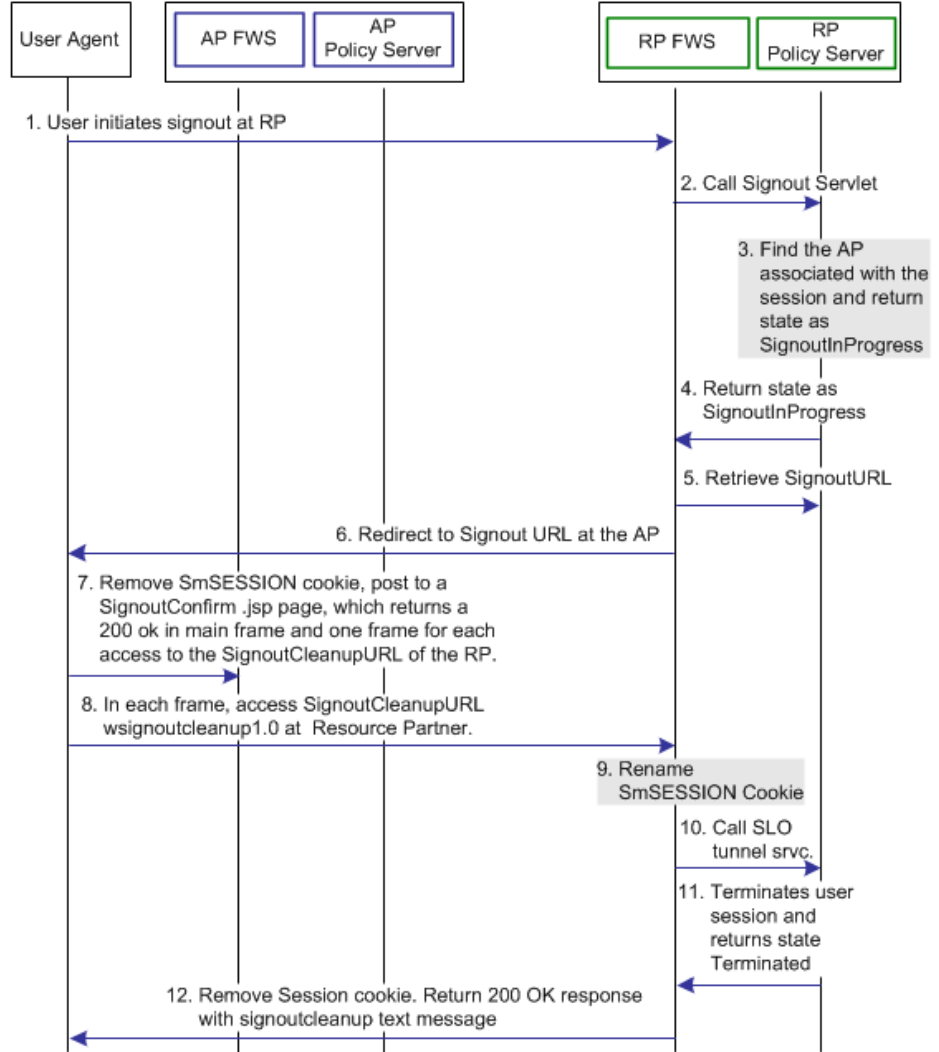 User Agent
AP FWS
AP
Policy Server
RP FWS
RP
Policy Server
1. User initiates signout at RP
2. Call Signout Servlet
3. Find the AP
associated with the
session and return
state as
SignoutInProgress
4. Return state as
SignoutInProgress
5. Retrieve SignoutURL
6. Redirect to Signout URL at the AP
7. Remove SmSESSION cookie, post to a
SignoutConfirm .jsp page, which returns a
200 ok in main frame and one frame for each
access to the SignoutCleanupURL of the RP.
8. In each frame, access SignoutCleanupURL
wsignoutcleanup1.0 at Resource Partner.
9. Rename
SmSESSION Cookie
10. Call SLO
tunnel srvc.
11. Terminates user
session and
returns state
Terminated
12. Remove Session cookie. Return 200 OK response
with signoutcleanup text message